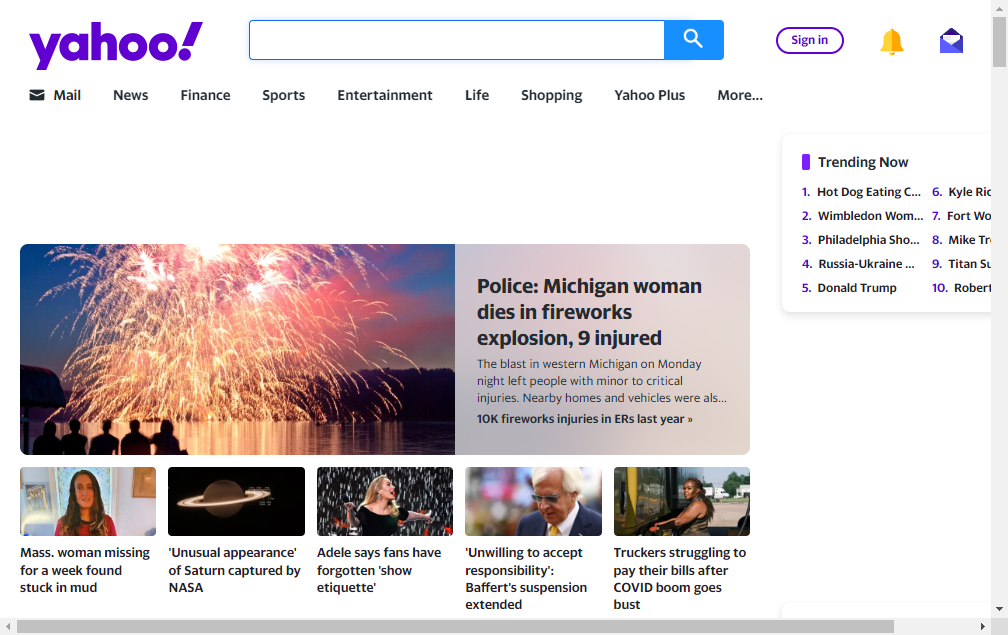 yahoo!
Sign in
Mail
News
Finance
Sports
Entertainment
Life
Shopping
Yahoo Plus
More...
Trending Now
1. Hot Dog Eating C...
2. Wimbledon Wom...
3. Philadelphia Sho...
4. Russia-Ukraine ...
5. Donald Trump
6. Kyle Ric
7. Fort Wo
8. Mike Tr
9. Titan Su
10. Robert
Police: Michigan woman
dies in fireworks
explosion, 9 injured
The blast in western Michigan on Monday
night left people with minor to critical
injuries. Nearby homes and vehicles were als...
10K fireworks injuries in ERs last year »
Mass. woman missing
for a week found
stuck in mud
'Unusual appearance'
of Saturn captured by
NASA
Adele says fans have
forgotten 'show
etiquette'
'Unwilling to accept
responsibility':
Baffert's suspension
extended
Truckers struggling to
pay their bills after
COVID boom goes
bust